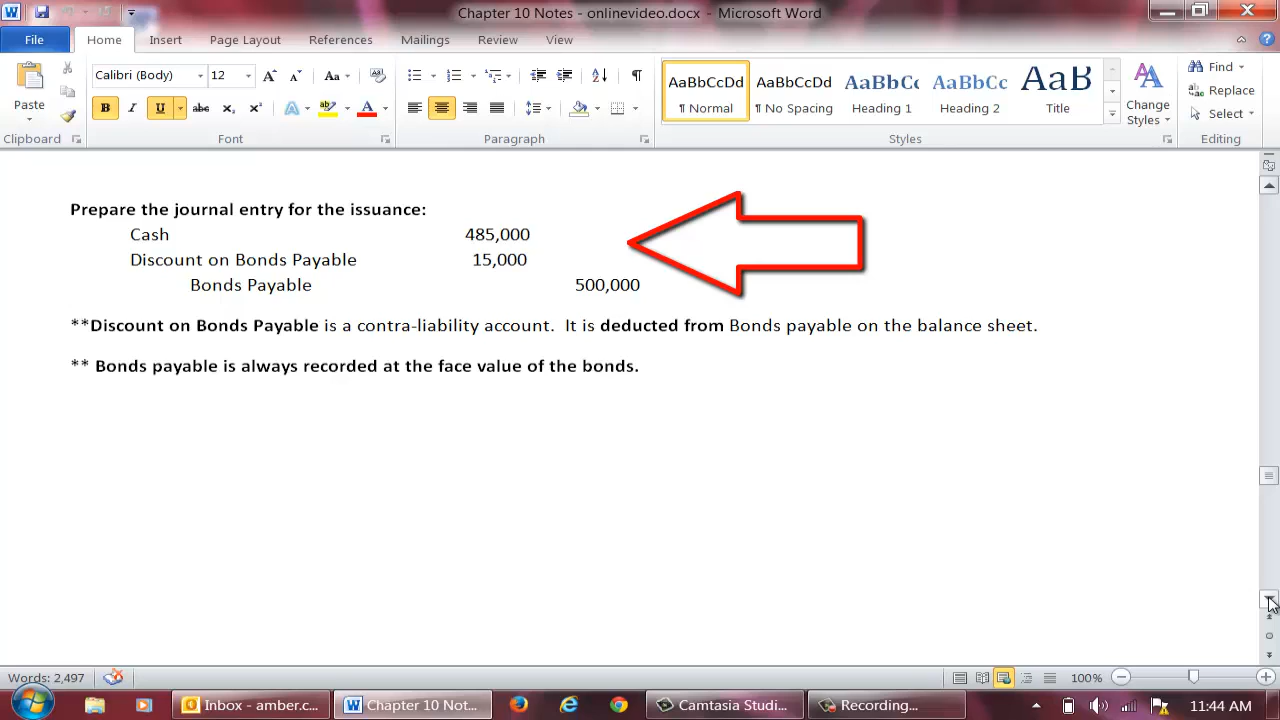 Chapter 10 Notes - onlinevideo.docx - Microsoft Word
File Home Insert Page Layout References Mailings Review View
Calibri (Body) 12 Aa AaBbCcDd AaBbCcDd AaBbCc AaBbCc AaB Find
Paste B I U abc X₂ X² A A ¶ Normal ¶ No Spacing Heading 1 Heading 2 Title Change Styles Replace
Select
Clipboard Font Paragraph Styles Editing
Prepare the journal entry for the issuance:
Cash 485,000
Discount on Bonds Payable 15,000
Bonds Payable 500,000
**Discount on Bonds Payable is a contra-liability account. It is deducted from Bonds payable on the balance sheet.
** Bonds payable is always recorded at the face value of the bonds.
Words: 2,497 100%
Inbox - amber.c... Chapter 10 Not... Camtasia Studi... Recording... 11:44 AM